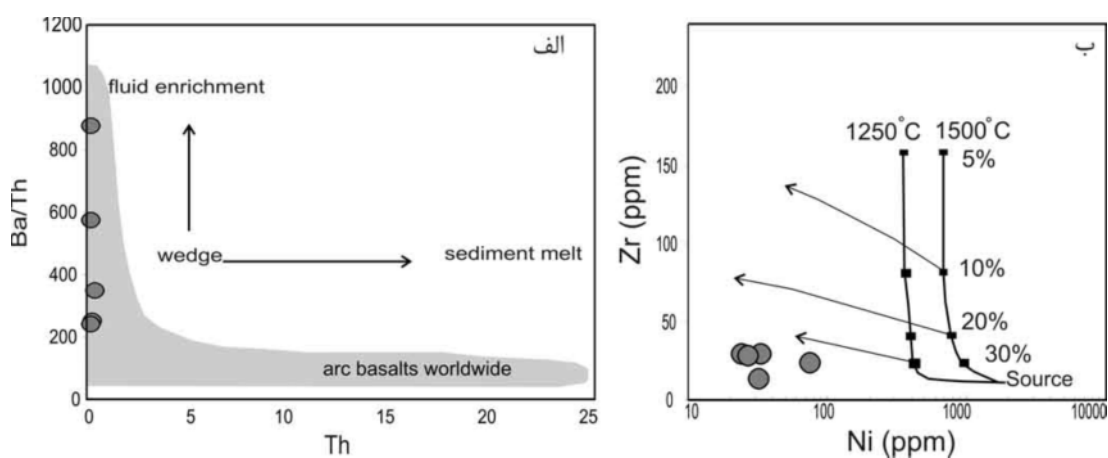 الف
1200
1000
800
600
400
200
0
Ba/Th
fluid enrichment
wedge
sediment melt
arc basalts worldwide
0 5 10 15 20 25
Th
ب
200
150
100
50
0
Zr (ppm)
1250°C 1500°C
5%
10%
20%
30%
Source
10 100 1000 10000
Ni (ppm)